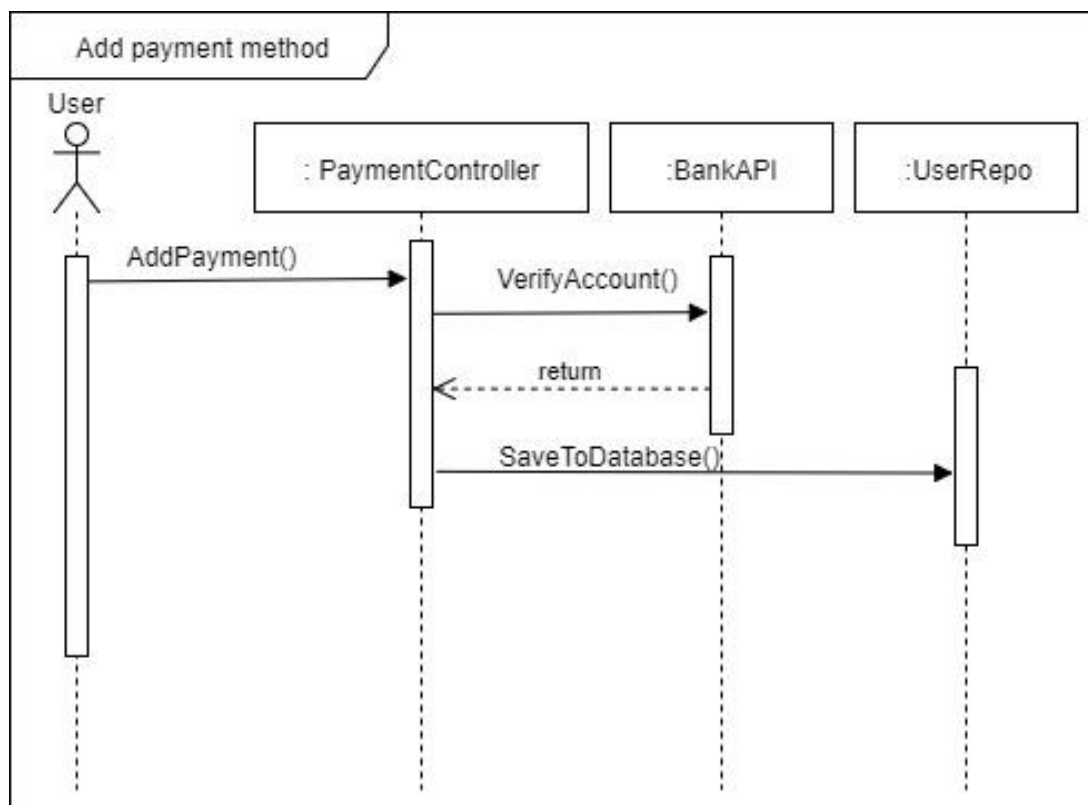 Add payment method
User
: PaymentController
:BankAPI
:UserRepo
AddPayment()
VerifyAccount()
return
SaveToDatabase()